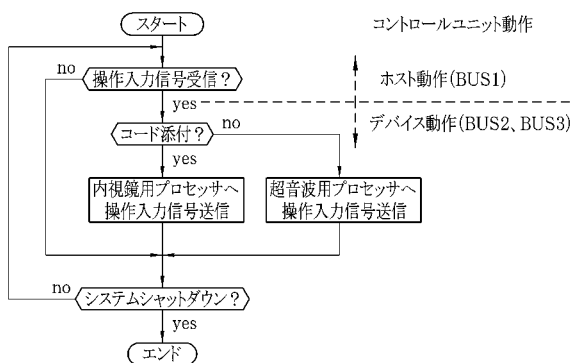 スタート
コントロールユニット動作
no
操作入力信号受信？
ホスト動作(BUS1)
yes
デバイス動作(BUS2、BUS3)
コード添付？
no
yes
内視鏡用プロセッサへ
操作入力信号送信
超音波用プロセッサへ
操作入力信号送信
no
システムシャットダウン？
yes
エンド